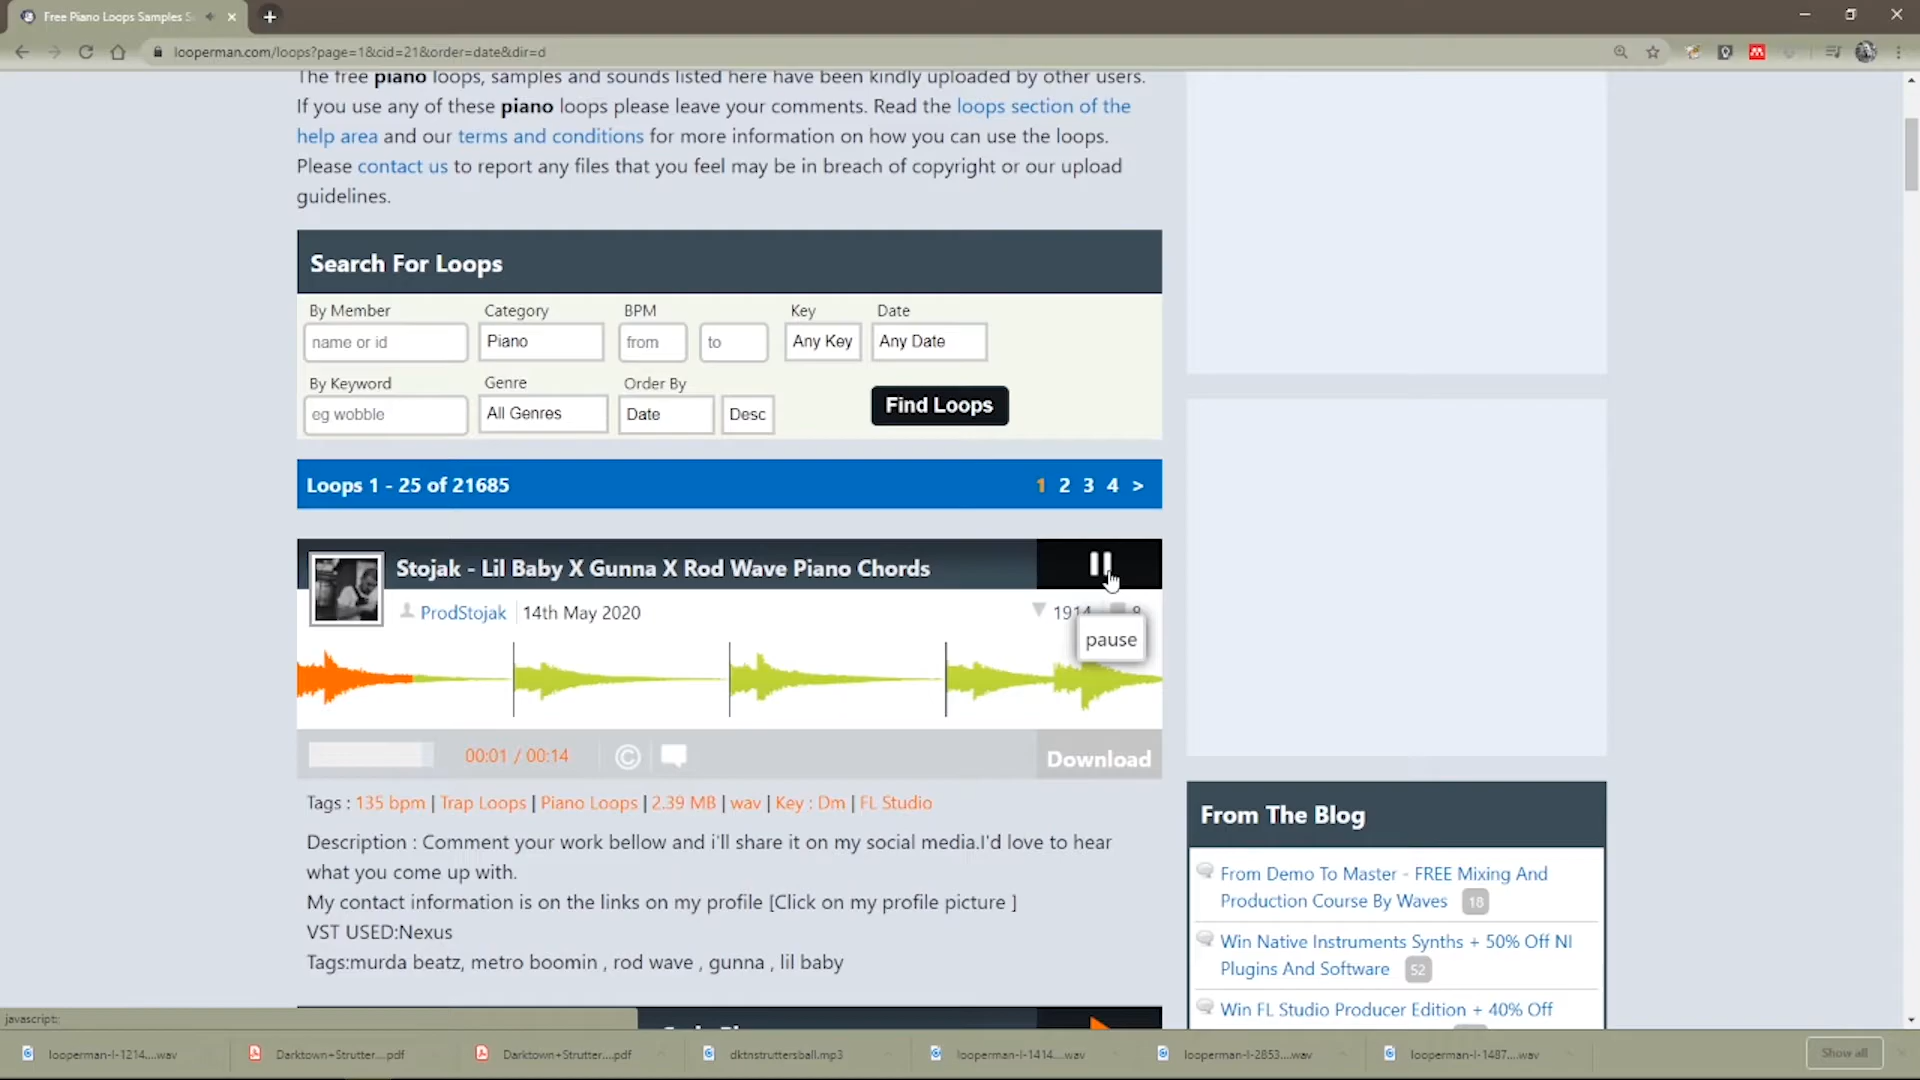 Free Piano Loops Samples S
looperman.com/loops?page=1&cid=21&order=date&dir=d
The free piano loops, samples and sounds listed here have been kindly uploaded by other users.
If you use any of these piano loops please leave your comments. Read the loops section of the
help area and our terms and conditions for more information on how you can use the loops.
Please contact us to report any files that you feel may be in breach of copyright or our upload
guidelines.
Search For Loops
By Member Category BPM Key Date
name or id Piano from to Any Key Any Date
By Keyword Genre Order By
eg wobble All Genres Date Desc Find Loops
Loops 1 - 25 of 21685 1 2 3 4 >
Stojak - Lil Baby X Gunna X Rod Wave Piano Chords
ProdStojak 14th May 2020 1914
pause
00:01 / 00:14 © Download
Tags : 135 bpm | Trap Loops | Piano Loops | 2.39 MB | wav | Key : Dm | FL Studio
Description : Comment your work bellow and i'll share it on my social media.I'd love to hear
what you come up with.
My contact information is on the links on my profile [Click on my profile picture ]
VST USED:Nexus
Tags:murda beatz, metro boomin , rod wave , gunna , lil baby
From The Blog
From Demo To Master - FREE Mixing And
Production Course By Waves 18
Win Native Instruments Synths + 50% Off NI
Plugins And Software 52
Win FL Studio Producer Edition + 40% Off
javascript:;
looperman-l-1214....wav Darktown+Strutter....pdf Darktown+Strutter....pdf dktnstruttersball.mp3 looperman-l-1414....wav looperman-l-2853....wav looperman-l-1487....wav Show all